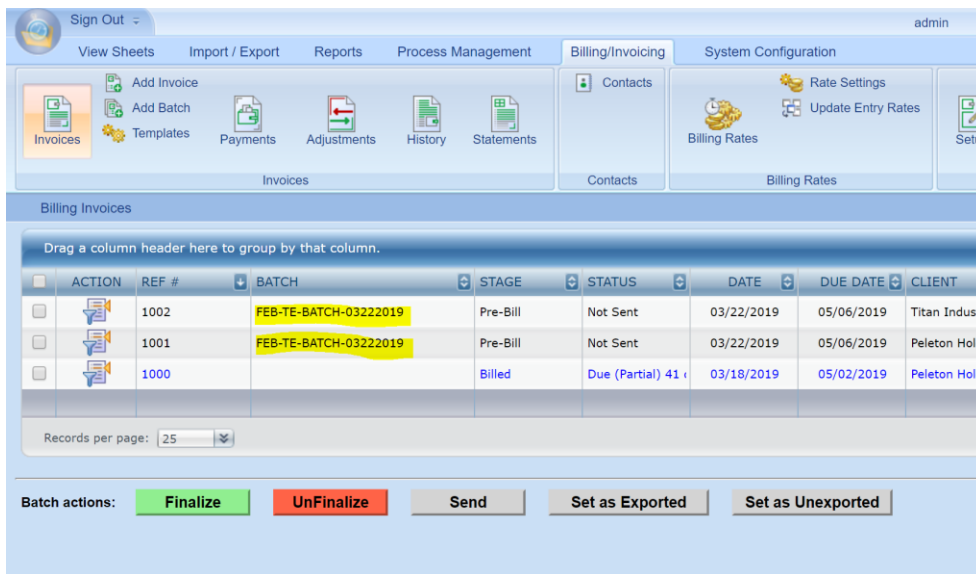 Sign Out
admin
View Sheets Import / Export Reports Process Management Billing/Invoicing System Configuration
Add Invoice Contacts Rate Settings
Add Batch Update Entry Rates
Templates
Invoices Payments Adjustments History Statements Billing Rates
Invoices Contacts Billing Rates
Billing Invoices
Drag a column header here to group by that column.
ACTION REF # BATCH STAGE STATUS DATE DUE DATE CLIENT
1002 FEB-TE-BATCH-03222019 Pre-Bill Not Sent 03/22/2019 05/06/2019 Titan Indus
1001 FEB-TE-BATCH-03222019 Pre-Bill Not Sent 03/22/2019 05/06/2019 Peleton Hol
1000 Billed Due (Partial) 41 03/18/2019 05/02/2019 Peleton Hol
Records per page: 25
Batch actions: Finalize UnFinalize Send Set as Exported Set as Unexported